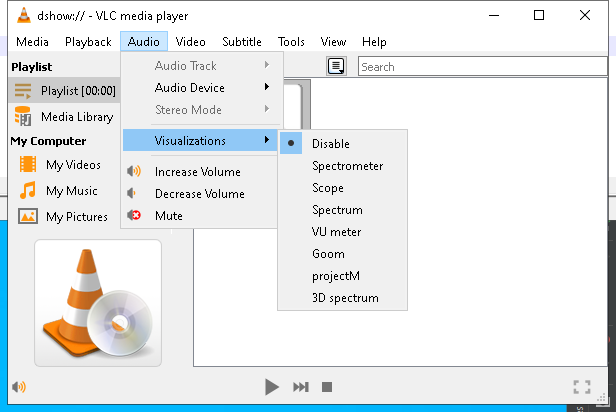 dshow:// - VLC media player
Media Playback Audio Video Subtitle Tools View Help
Playlist
Playlist [00:00]
Media Library
My Computer
My Videos
My Music
My Pictures
Audio Track
Audio Device
Stereo Mode
Visualizations
Increase Volume
Decrease Volume
Mute
Disable
Spectrometer
Scope
Spectrum
VU meter
Goom
projectM
3D spectrum
Search